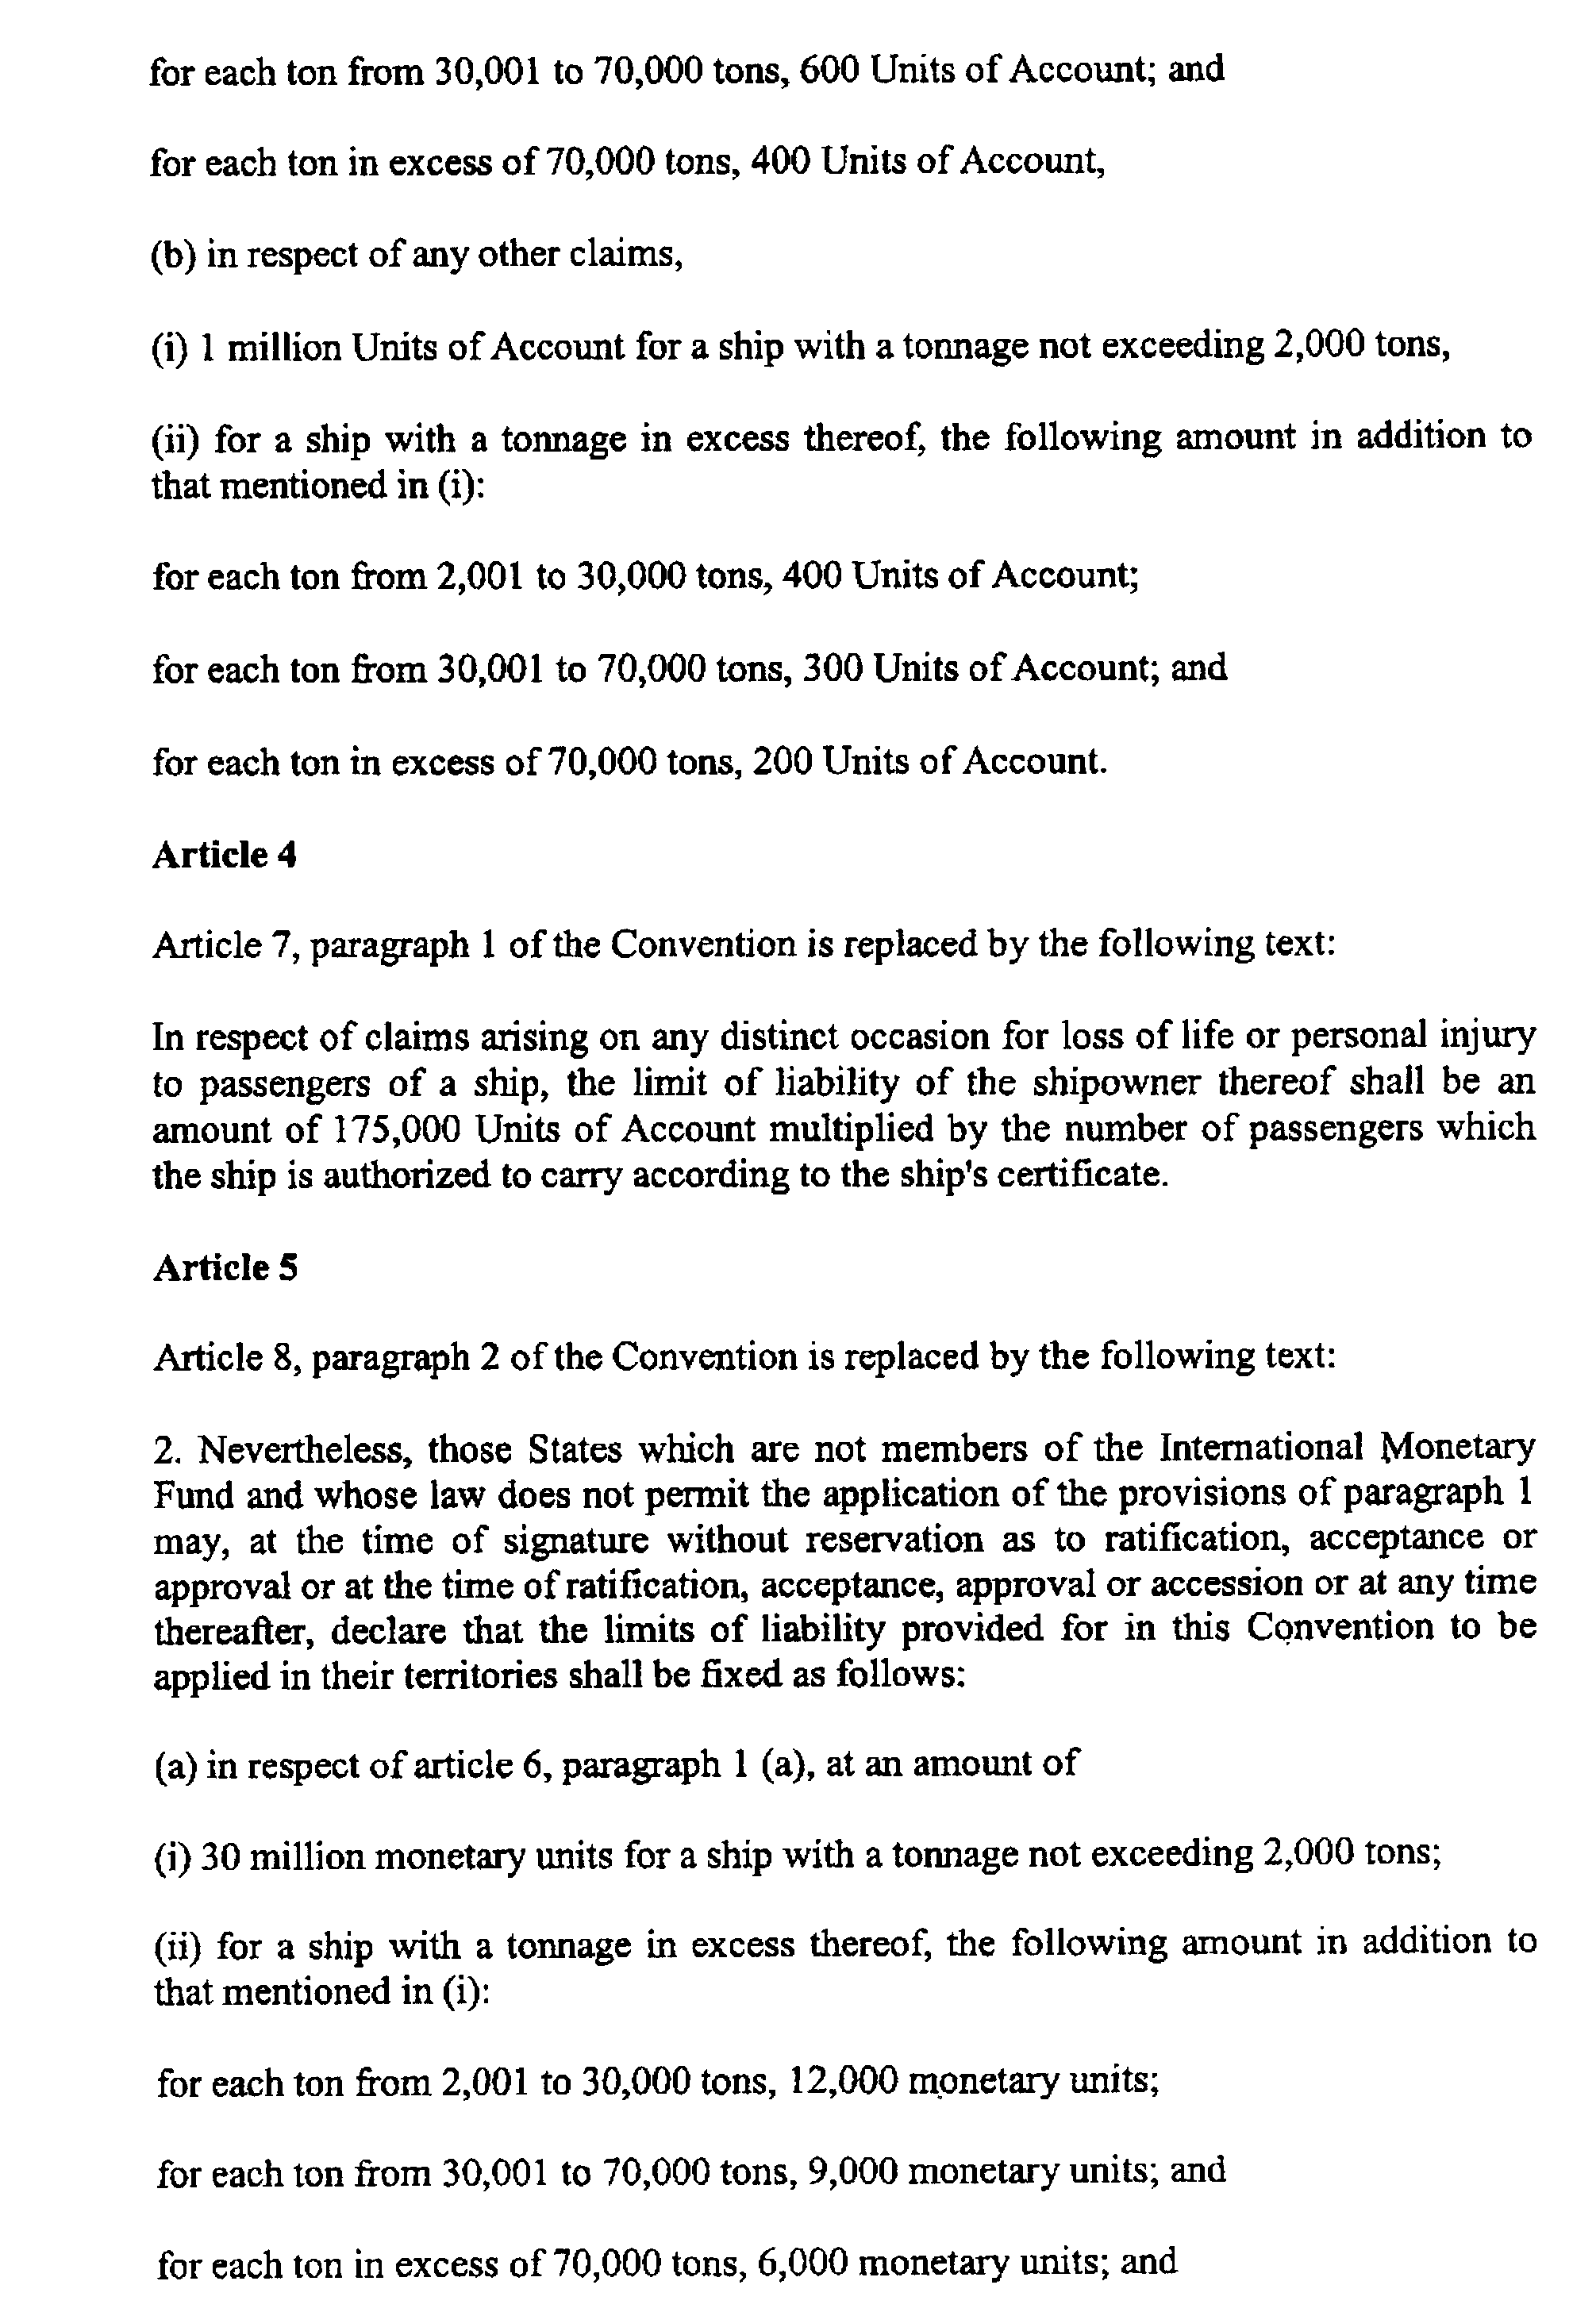 for each ton from 30,001 to 70,000 tons, 600 Units of Account; and
for each ton in excess of 70,000 tons, 400 Units of Account,
(b) in respect of any other claims,
(i) 1 million Units of Account for a ship with a tonnage not exceeding 2,000 tons,
(ii) for a ship with a tonnage in excess thereof, the following amount in addition to
that mentioned in (i):
for each ton from 2,001 to 30,000 tons, 400 Units of Account;
for each ton from 30,001 to 70,000 tons, 300 Units of Account; and
for each ton in excess of 70,000 tons, 200 Units of Account.
Article 4
Article 7, paragraph 1 of the Convention is replaced by the following text:
In respect of claims arising on any distinct occasion for loss of life or personal injury
to passengers of a ship, the limit of liability of the shipowner thereof shall be an
amount of 175,000 Units of Account multiplied by the number of passengers which
the ship is authorized to carry according to the ship's certificate.
Article 5
Article 8, paragraph 2 of the Convention is replaced by the following text:
2. Nevertheless, those States which are not members of the International Monetary
Fund and whose law does not permit the application of the provisions of paragraph 1
may, at the time of signature without reservation as to ratification, acceptance or
approval or at the time of ratification, acceptance, approval or accession or at any time
thereafter, declare that the limits of liability provided for in this Convention to be
applied in their territories shall be fixed as follows:
(a) in respect of article 6, paragraph 1 (a), at an amount of
(i) 30 million monetary units for a ship with a tonnage not exceeding 2,000 tons;
(ii) for a ship with a tonnage in excess thereof, the following amount in addition to
that mentioned in (i):
for each ton from 2,001 to 30,000 tons, 12,000 monetary units;
for each ton from 30,001 to 70,000 tons, 9,000 monetary units; and
for each ton in excess of 70,000 tons, 6,000 monetary units; and